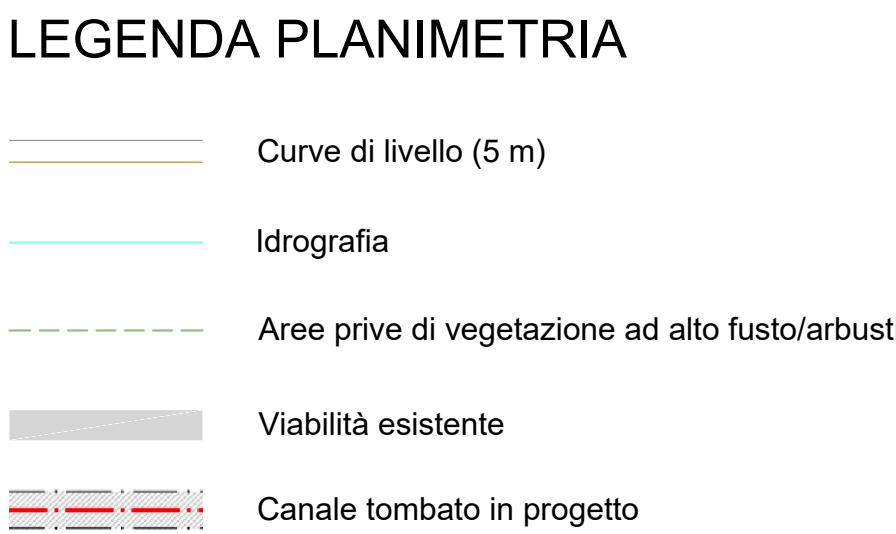 LEGENDA PLANIMETRIA
Curve di livello (5 m)
Idrografia
Aree prive di vegetazione ad alto fusto/arbust
Viabilità esistente
Canale tombato in progetto